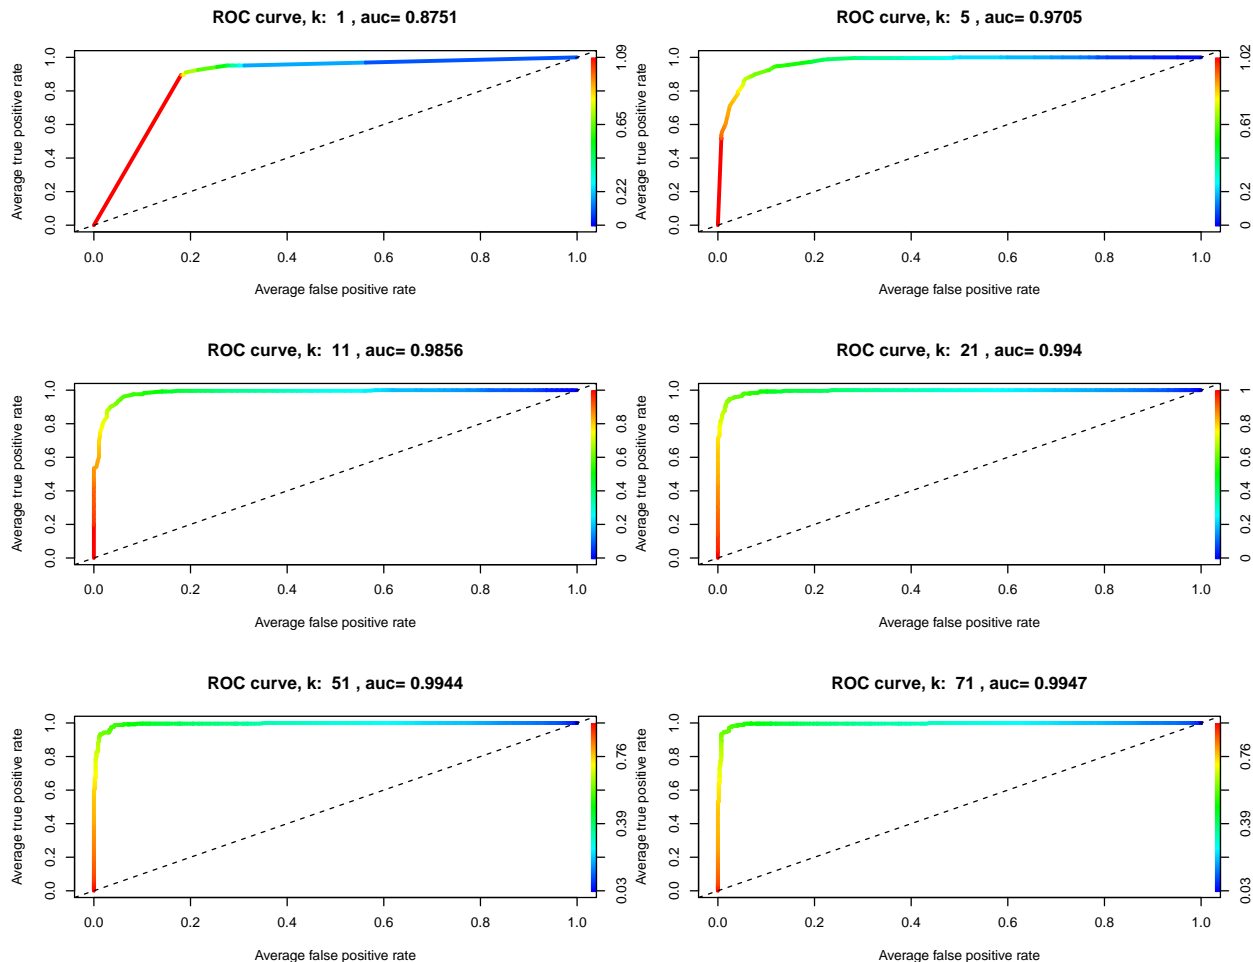 ROC curve, k:  1 , auc= 0.8751
Average true positive rate
0.0 0.2 0.4 0.6 0.8 1.0
0 0.22 0.65 1.09
0.0 0.2 0.4 0.6 0.8 1.0
Average false positive rate
ROC curve, k:  5 , auc= 0.9705
Average true positive rate
0.0 0.2 0.4 0.6 0.8 1.0
0 0.2 0.61 1.02
0.0 0.2 0.4 0.6 0.8 1.0
Average false positive rate
ROC curve, k:  11 , auc= 0.9856
Average true positive rate
0.0 0.2 0.4 0.6 0.8 1.0
0 0.2 0.4 0.6 0.8
0.0 0.2 0.4 0.6 0.8 1.0
Average false positive rate
ROC curve, k:  21 , auc= 0.994
Average true positive rate
0.0 0.2 0.4 0.6 0.8 1.0
0 0.2 0.4 0.6 0.8 1
0.0 0.2 0.4 0.6 0.8 1.0
Average false positive rate
ROC curve, k:  51 , auc= 0.9944
Average true positive rate
0.0 0.2 0.4 0.6 0.8 1.0
0.03 0.39 0.76
0.0 0.2 0.4 0.6 0.8 1.0
Average false positive rate
ROC curve, k:  71 , auc= 0.9947
Average true positive rate
0.0 0.2 0.4 0.6 0.8 1.0
0.03 0.39 0.76
0.0 0.2 0.4 0.6 0.8 1.0
Average false positive rate